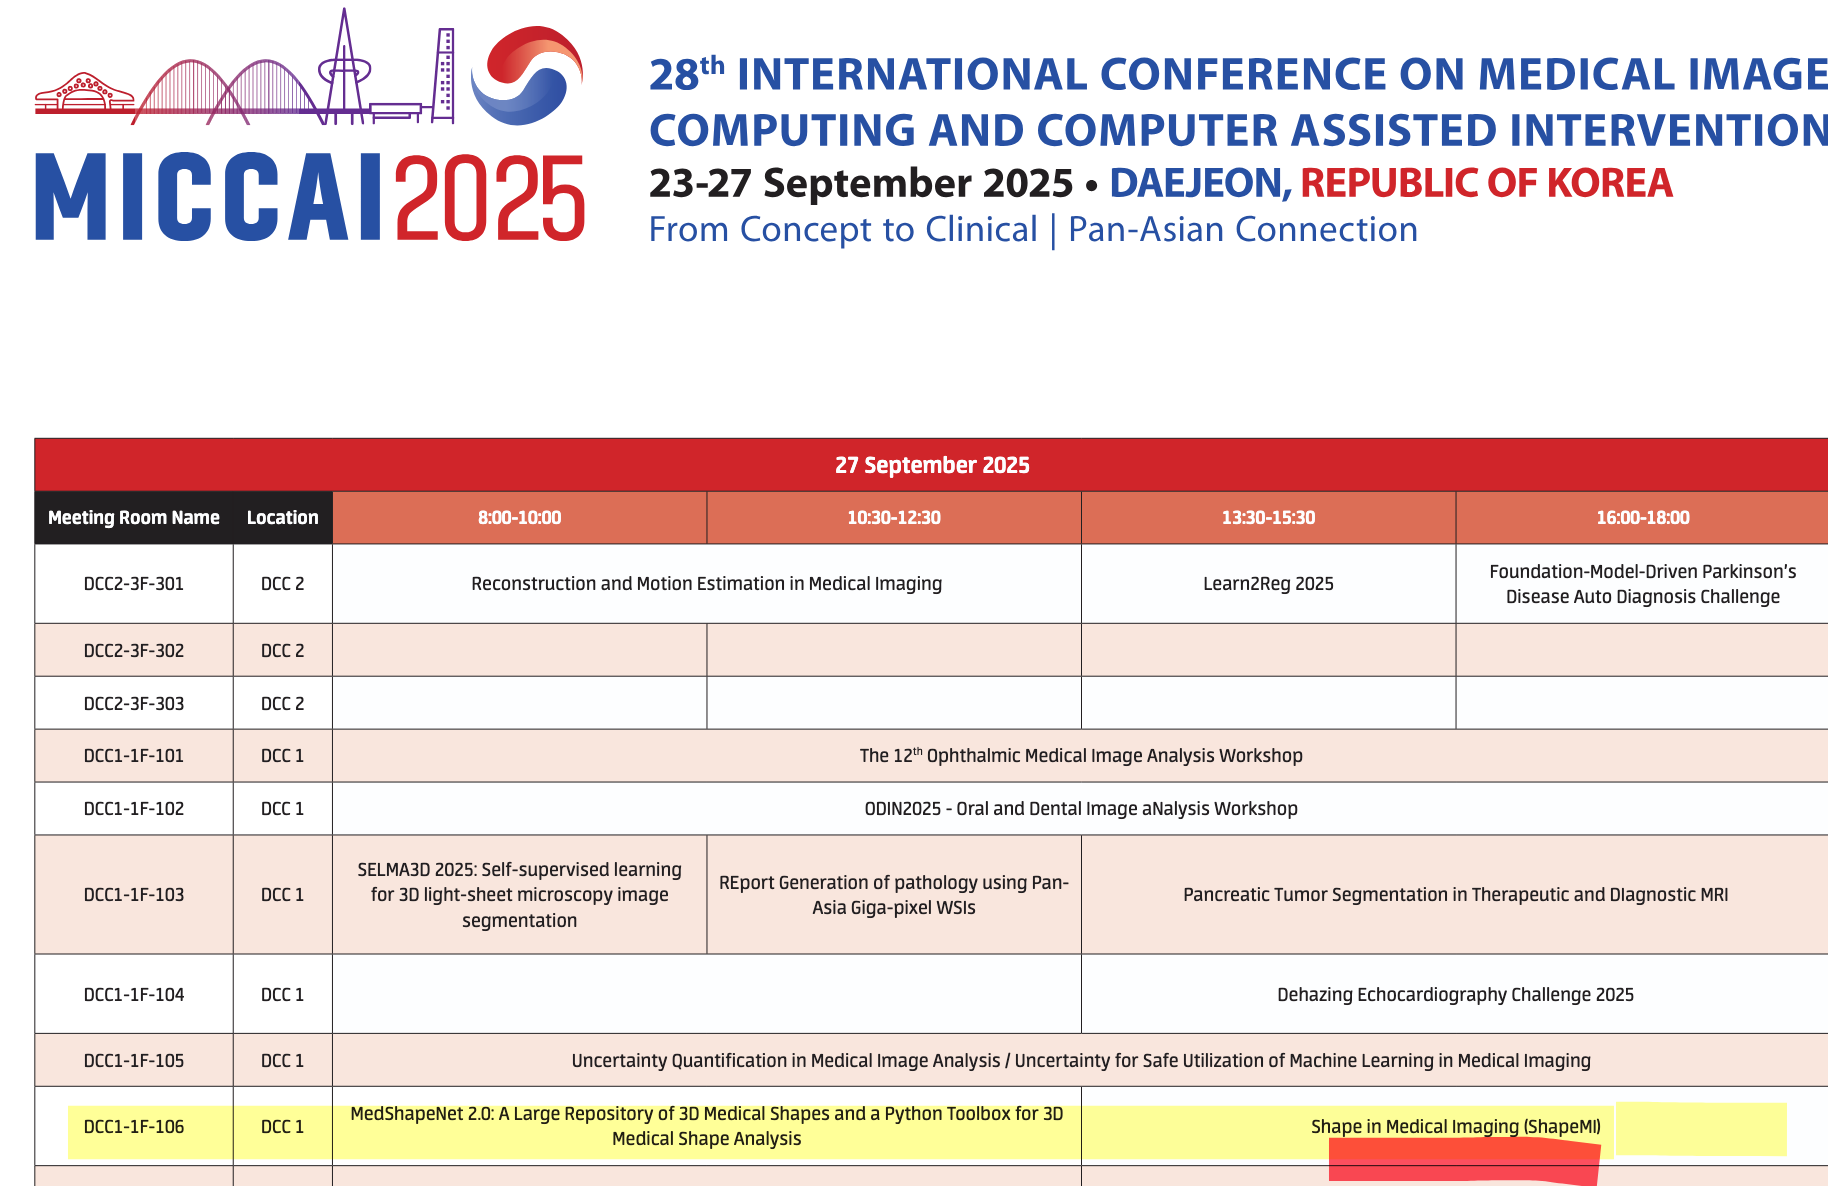 MICCAI2025
28th INTERNATIONAL CONFERENCE ON MEDICAL IMAGE
COMPUTING AND COMPUTER ASSISTED INTERVENTION
23-27 September 2025 • DAEJEON, REPUBLIC OF KOREA
From Concept to Clinical | Pan-Asian Connection
27 September 2025
Meeting Room Name Location 8:00-10:00 10:30-12:30 13:30-15:30 16:00-18:00
DCC2-3F-301 DCC 2 Reconstruction and Motion Estimation in Medical Imaging Learn2Reg 2025 Foundation-Model-Driven Parkinson's
Disease Auto Diagnosis Challenge
DCC2-3F-302 DCC 2
DCC2-3F-303 DCC 2
DCC1-1F-101 DCC 1 The 12th Ophthalmic Medical Image Analysis Workshop
DCC1-1F-102 DCC 1 ODIN2025 - Oral and Dental Image aNalysis Workshop
DCC1-1F-103 DCC 1
SELMA3D 2025: Self-supervised learning
for 3D light-sheet microscopy image
segmentation
REport Generation of pathology using Pan-
Asia Giga-pixel WSIs
Pancreatic Tumor Segmentation in Therapeutic and DIagnostic MRI
DCC1-1F-104 DCC 1 Dehazing Echocardiography Challenge 2025
DCC1-1F-105 DCC 1 Uncertainty Quantification in Medical Image Analysis / Uncertainty for Safe Utilization of Machine Learning in Medical Imaging
DCC1-1F-106 DCC 1
MedShapeNet 2.0: A Large Repository of 3D Medical Shapes and a Python Toolbox for 3D
Medical Shape Analysis
Shape in Medical Imaging (ShapeMI)